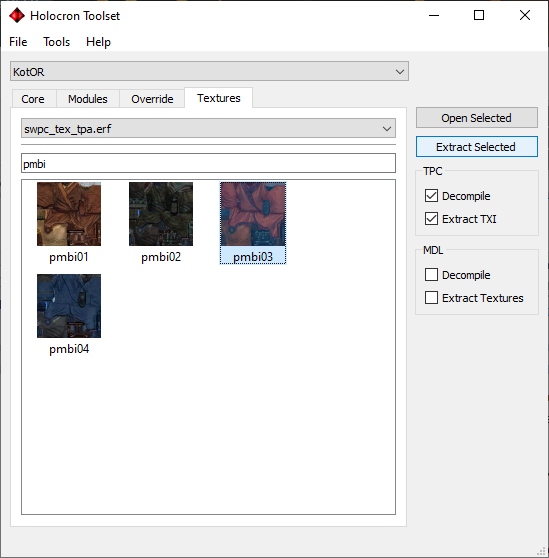 Holocron Toolset
File Tools Help
KotOR
Core Modules Override Textures
swpc_tex_tpa.erf
pmbi
pmbi01 pmbi02 pmbi03
pmbi04
Open Selected
Extract Selected
TPC
Decompile
Extract TXI
MDL
Decompile
Extract Textures